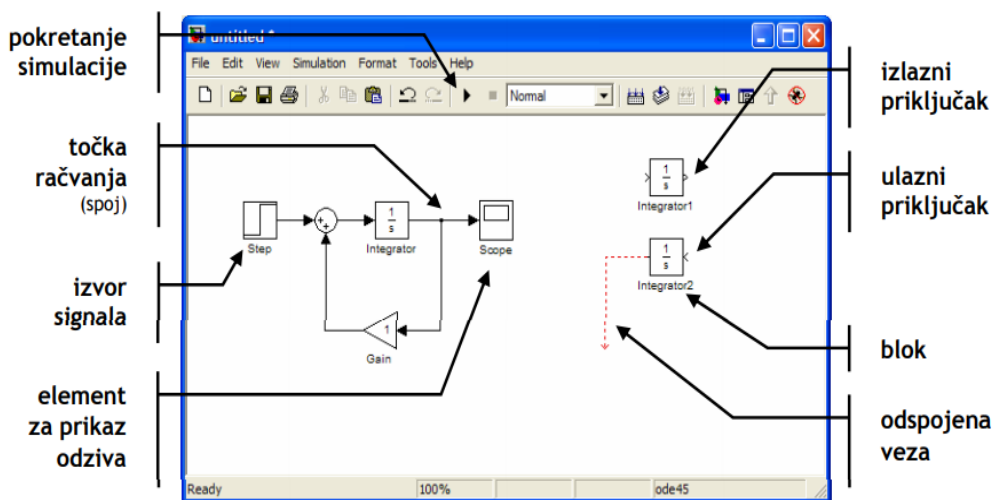 pokretanje
simulacije
točka
račvanja
(spoj)
izvor
signala
element
za prikaz
odziva
untitled *
File Edit View Simulation Format Tools Help
Normal
Step
+
+
1
s
Integrator
Scope
1
Gain
1
s
Integrator1
1
s
Integrator2
Ready 100% ode45
izlazni
priključak
ulazni
priključak
blok
odspojena
veza